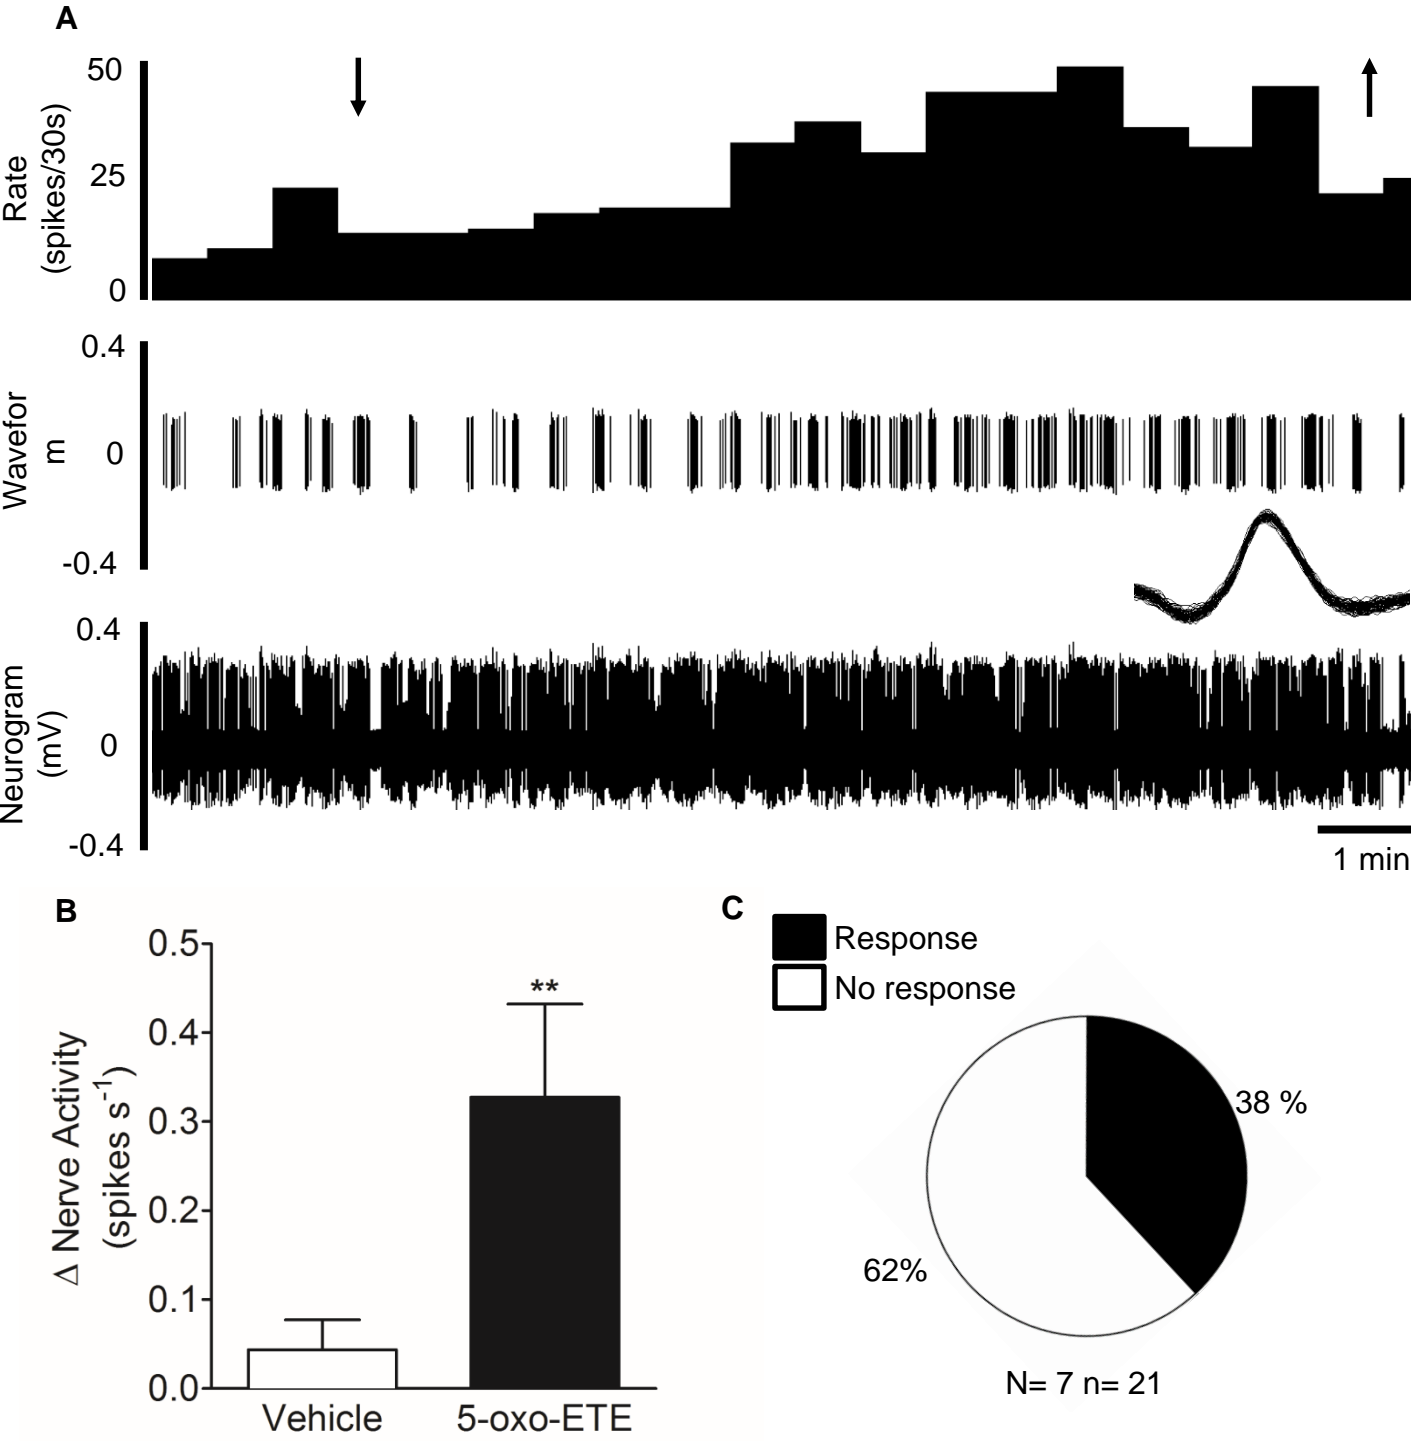 A
50
25
0
Rate
(spikes/30s)
0.4
0
-0.4
Wavefor
m
0.4
0
-0.4
Neurogram
(mV)
1 min
B
0.5
0.4
0.3
0.2
0.1
0.0
Δ Nerve Activity
(spikes s⁻¹)
**
Vehicle
5-oxo-ETE
C
Response
No response
38 %
62%
N= 7 n= 21